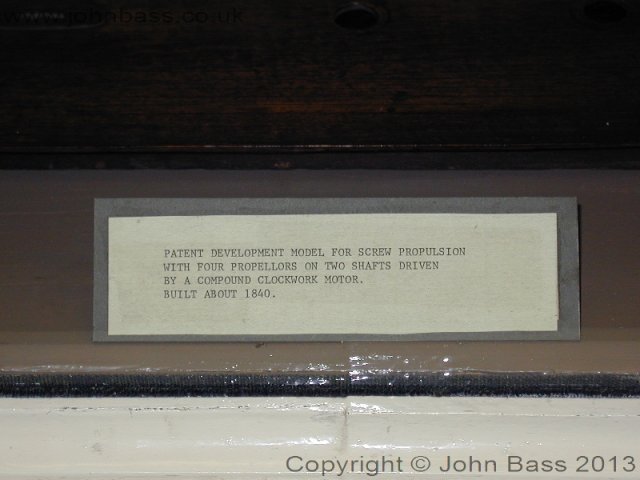 www.johnbass.co.uk
PATENT DEVELOPMENT MODEL FOR SCREW PROPULSION
WITH FOUR PROPELLORS ON TWO SHAFTS DRIVEN
BY A COMPOUND CLOCKWORK MOTOR.
BUILT ABOUT 1840.
Copyright © John Bass 2013